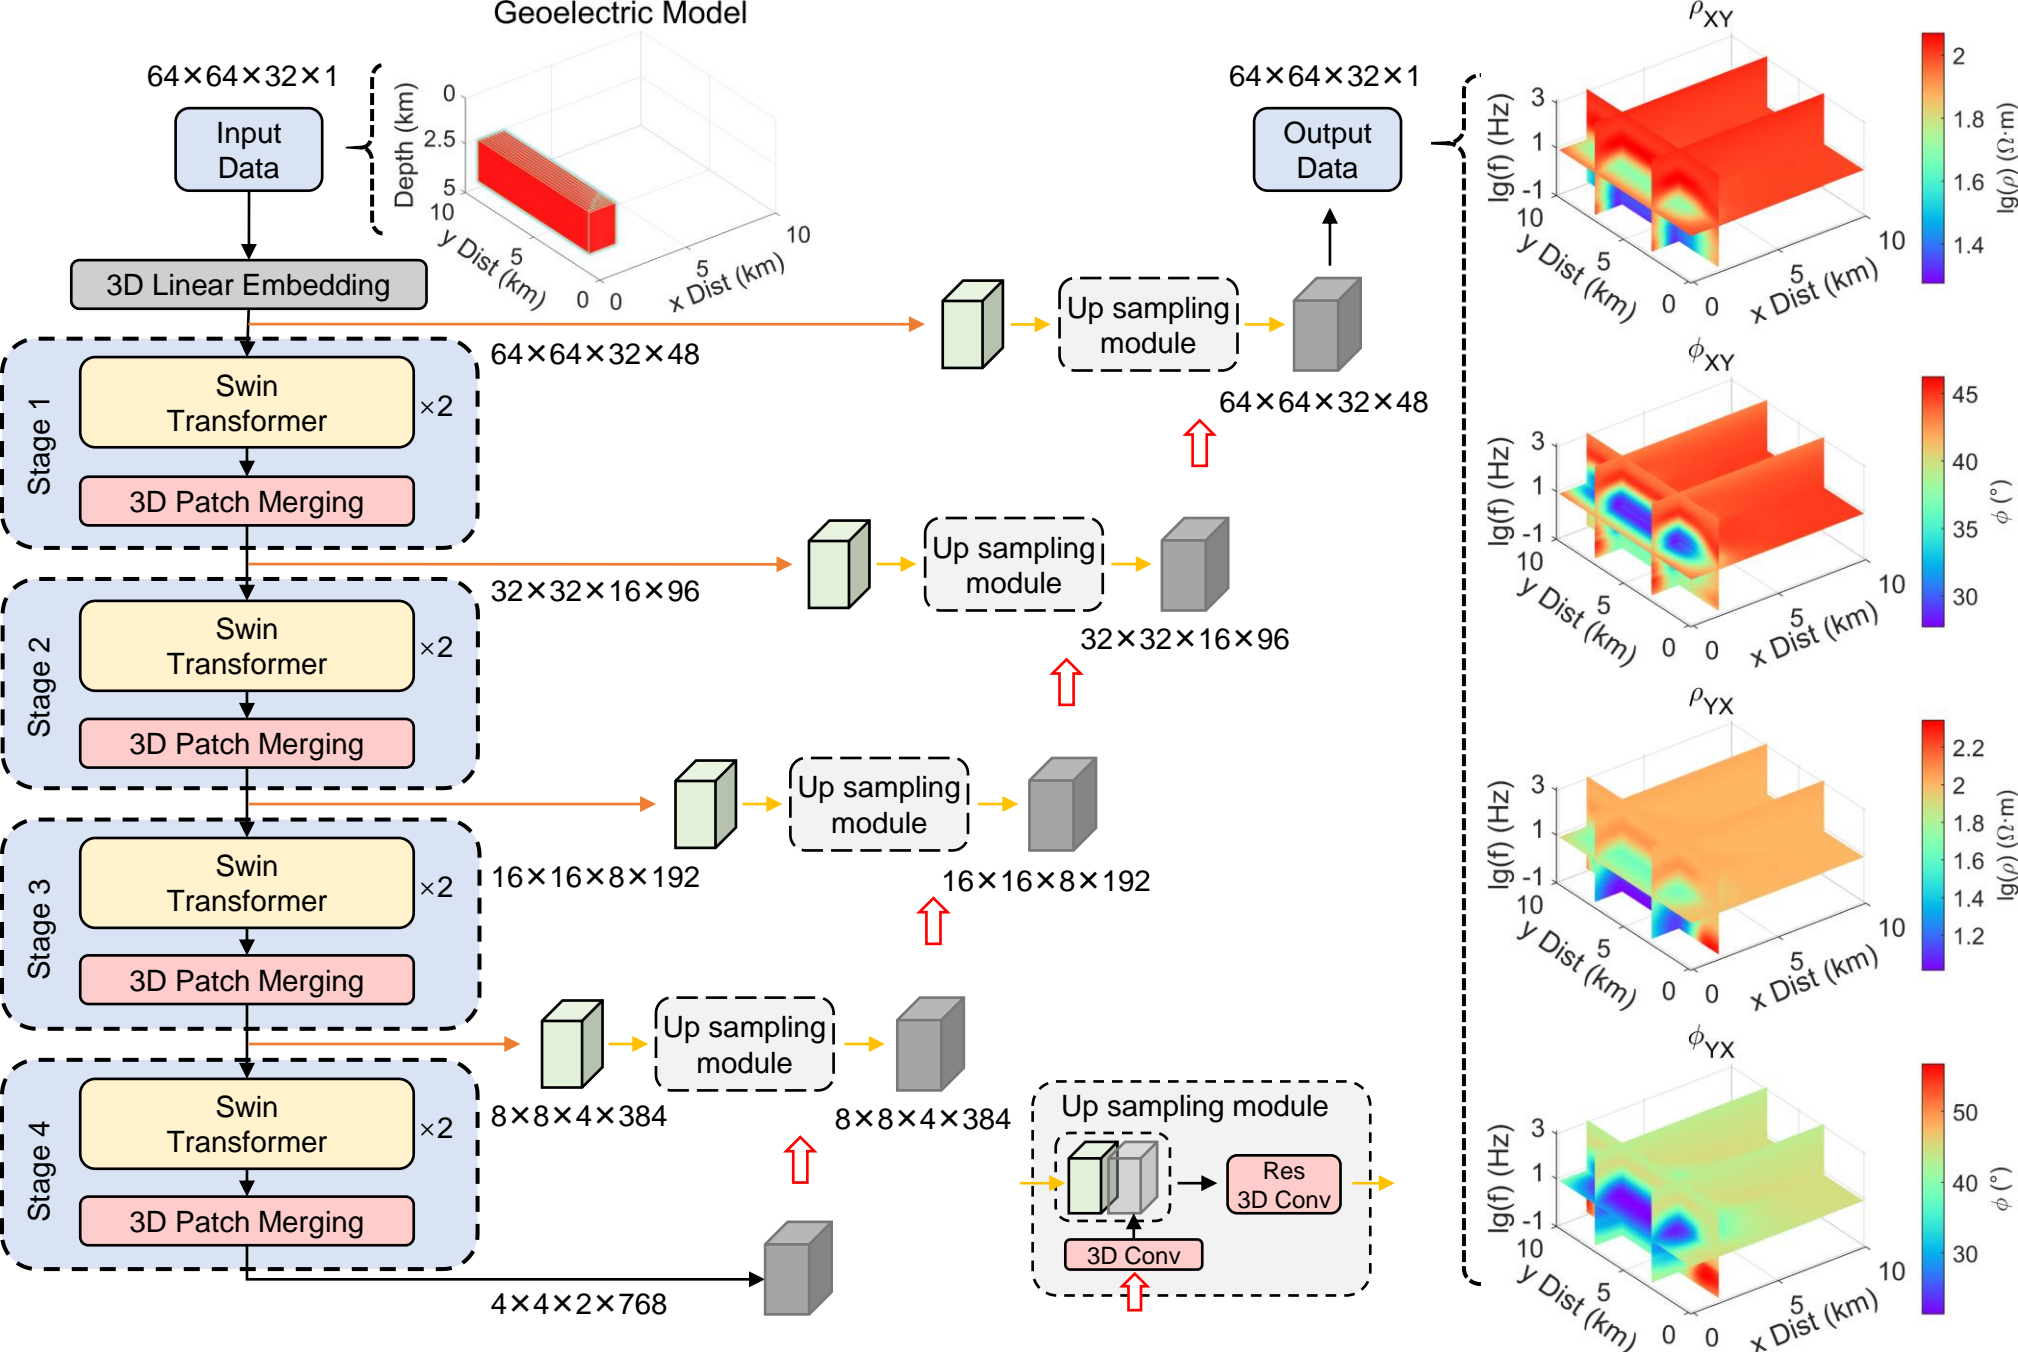 Geoelectric Model
64×64×32×1
Input
Data
0
2.5
5
Depth (km)
10
5
0
y Dist (km)
0
5
10
x Dist (km)
3D Linear Embedding
64×64×32×48
Stage 1
Swin
Transformer
×2
3D Patch Merging
32×32×16×96
Stage 2
Swin
Transformer
×2
3D Patch Merging
16×16×8×192
Stage 3
Swin
Transformer
×2
3D Patch Merging
8×8×4×384
Stage 4
Swin
Transformer
×2
3D Patch Merging
4×4×2×768
64×64×32×1
Output
Data
Up sampling
module
64×64×32×48
Up sampling
module
32×32×16×96
Up sampling
module
16×16×8×192
Up sampling
module
8×8×4×384
Up sampling module
Res
3D Conv
3D Conv
ρXY
3
1
-1
lg(f) (Hz)
10
5
0
y Dist (km)
0
5
10
x Dist (km)
2
1.8
1.6
1.4
lg(ρ) (Ω·m)
ϕXY
3
1
-1
lg(f) (Hz)
10
5
0
y Dist (km)
0
5
10
x Dist (km)
45
40
35
30
ϕ (°)
ρYX
3
1
-1
lg(f) (Hz)
10
5
0
y Dist (km)
0
5
10
x Dist (km)
2.2
2
1.8
1.6
1.4
1.2
lg(ρ) (Ω·m)
ϕYX
3
1
-1
lg(f) (Hz)
10
5
0
y Dist (km)
0
5
10
x Dist (km)
50
40
30
ϕ (°)